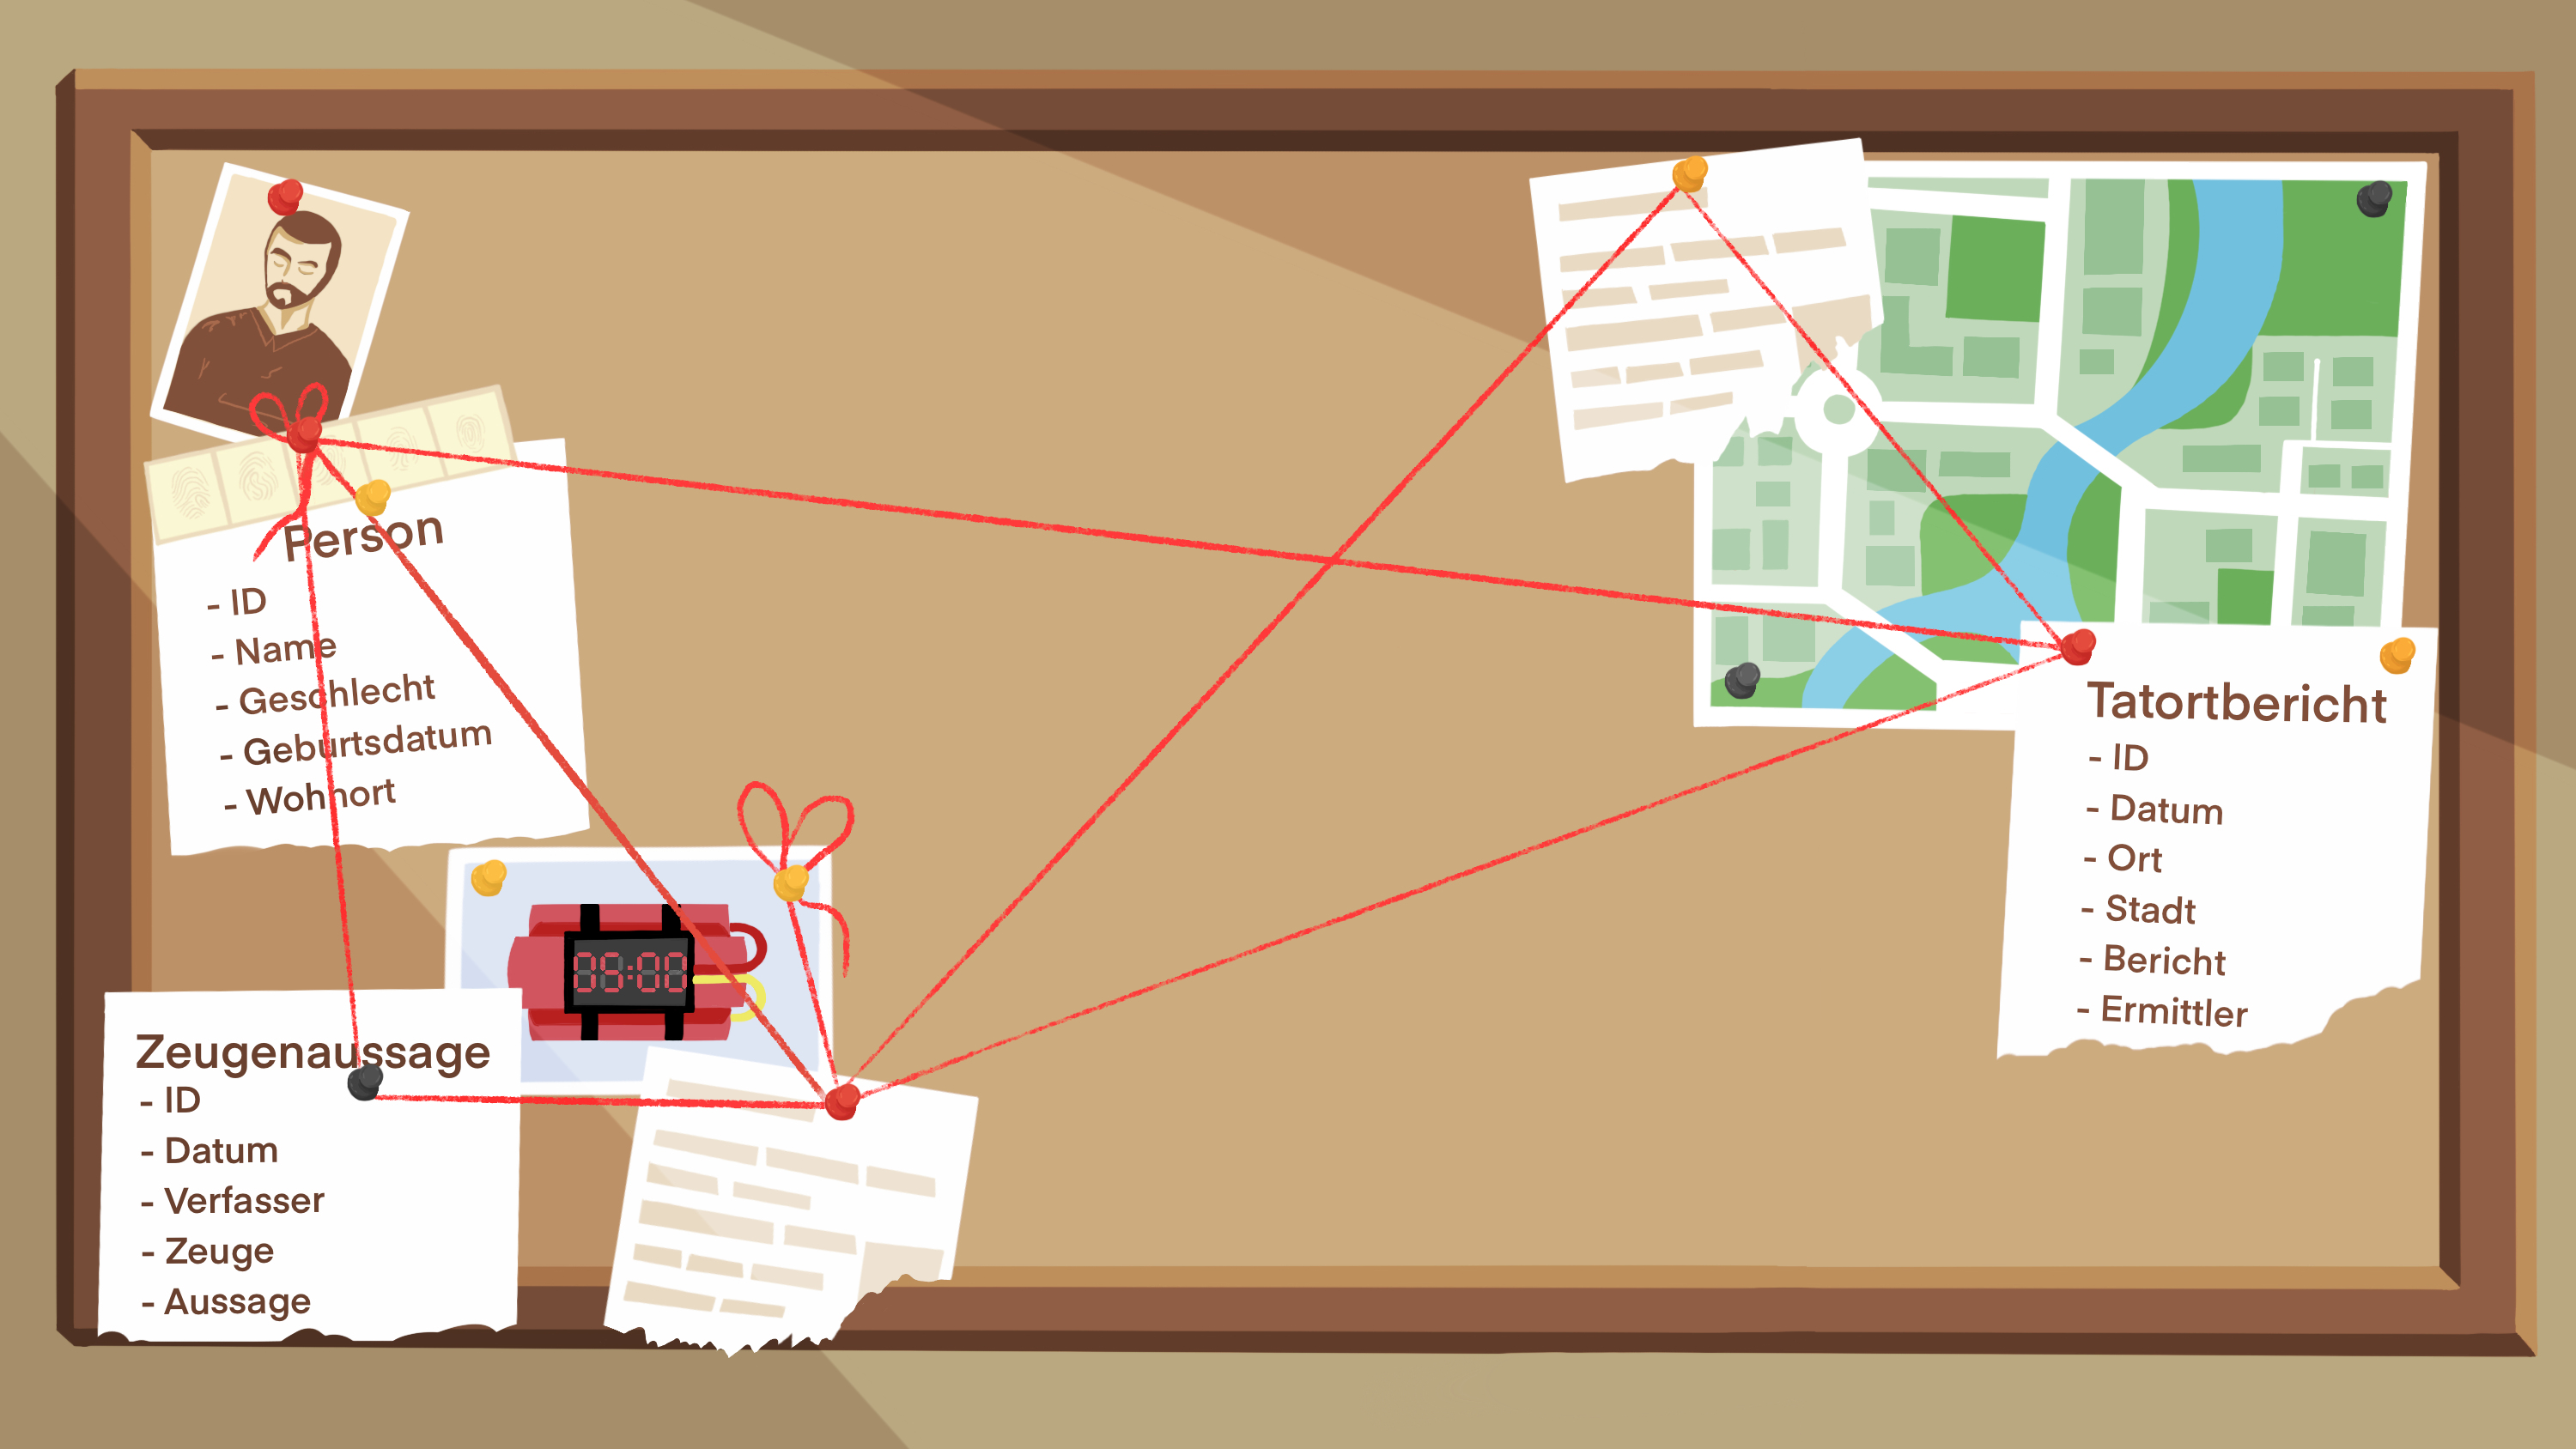 Person
- ID
- Name
- Geschlecht
- Geburtsdatum
- Wohnort
05:00
Zeugenaussage
- ID
- Datum
- Verfasser
- Zeuge
- Aussage
Tatortbericht
- ID
- Datum
- Ort
- Stadt
- Bericht
- Ermittler